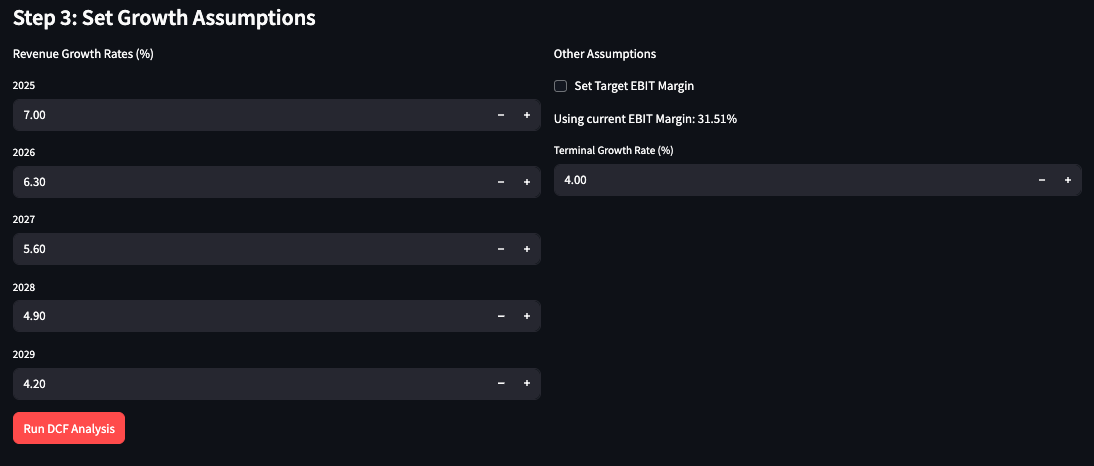 Step 3: Set Growth Assumptions
Revenue Growth Rates (%)
2025
7.00
− +
2026
6.30
− +
2027
5.60
− +
2028
4.90
− +
2029
4.20
− +
Run DCF Analysis
Other Assumptions
Set Target EBIT Margin
Using current EBIT Margin: 31.51%
Terminal Growth Rate (%)
4.00
− +